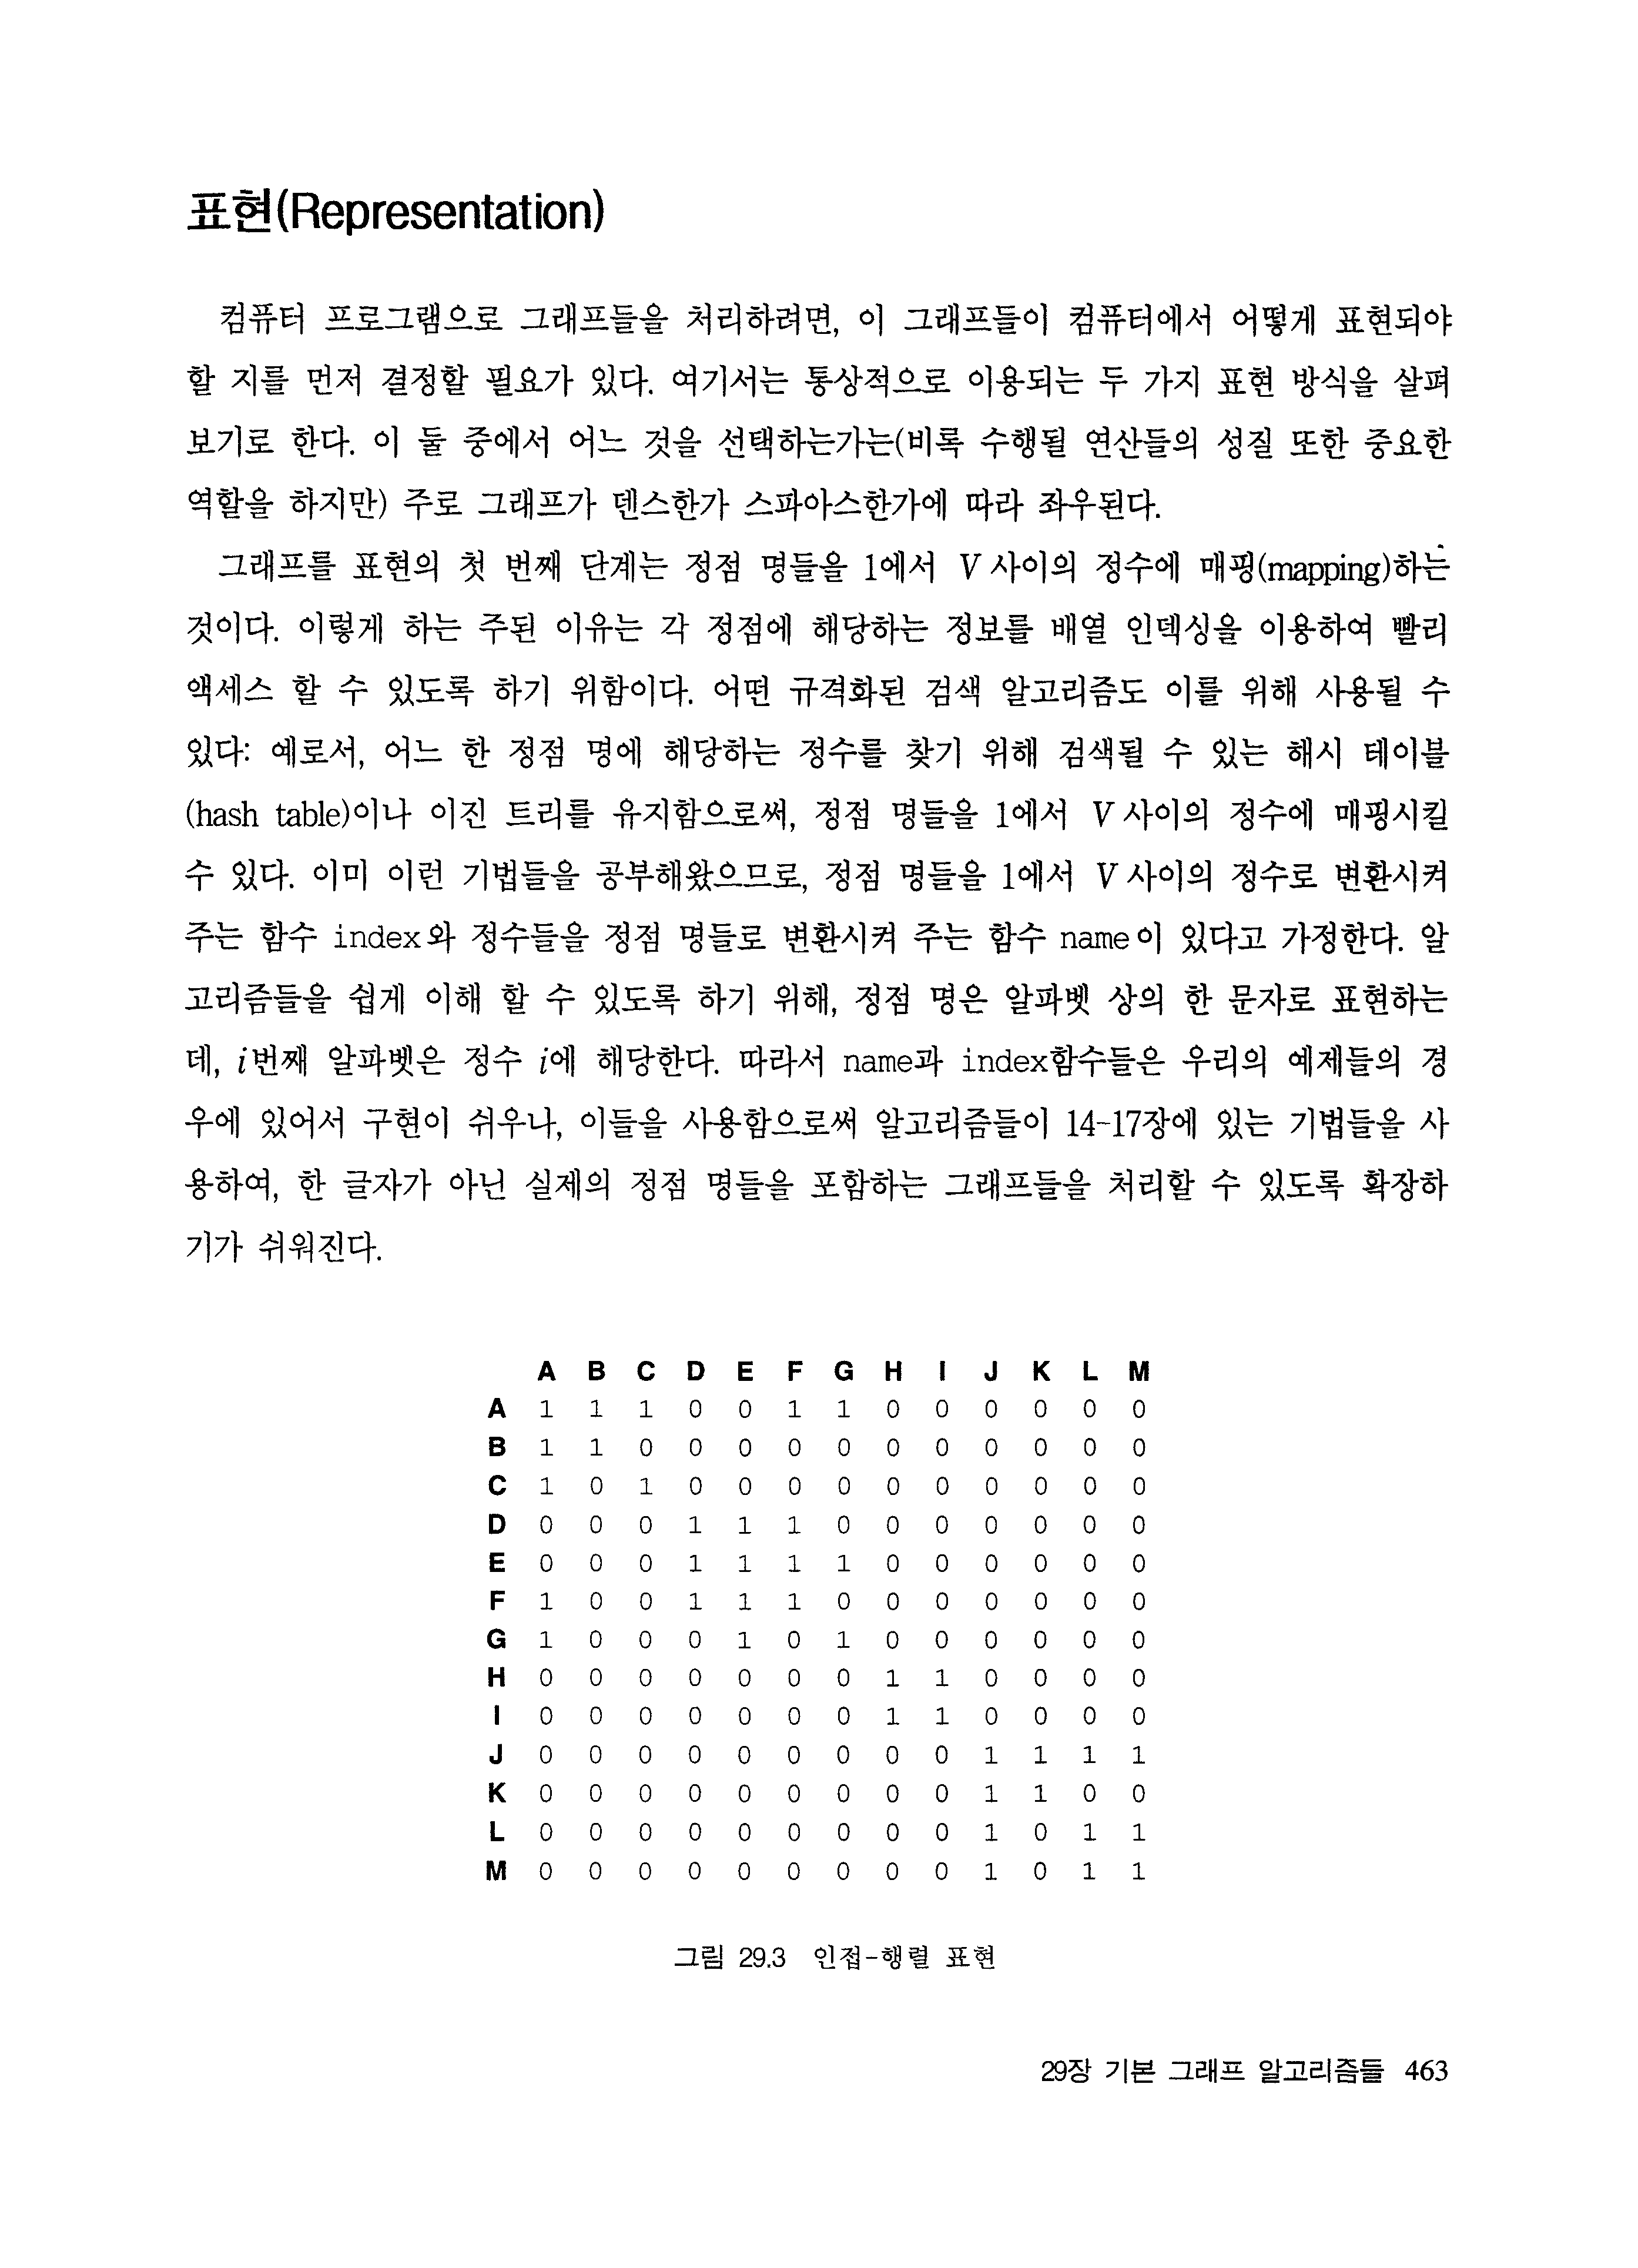 표현(Representation)
컴퓨터 프로그램으로 그래프들을 처리하려면, 이 그래프들이 컴퓨터에서 어떻게 표현되야
할 지를 먼저 결정할 필요가 있다. 여기서는 통상적으로 이용되는 두 가지 표현 방식을 살펴
보기로 한다. 이 둘 중에서 어느 것을 선택하는가는(비록 수행될 연산들의 성질 또한 중요한
역할을 하지만) 주로 그래프가 덴스한가 스파아스한가에 따라 좌우된다.
그래프를 표현의 첫 번째 단계는 정점 명들을 1에서 V 사이의 정수에 매핑(mapping)하는
것이다. 이렇게 하는 주된 이유는 각 정점에 해당하는 정보를 배열 인덱싱을 이용하여 빨리
액세스 할 수 있도록 하기 위함이다. 어떤 규격화된 검색 알고리즘도 이를 위해 사용될 수
있다: 예로서, 어느 한 정점 명에 해당하는 정수를 찾기 위해 검색될 수 있는 해시 테이블
(hash table)이나 이진 트리를 유지함으로써, 정점 명들을 1에서 V 사이의 정수에 매핑시킬
수 있다. 이미 이런 기법들을 공부해왔으므로, 정점 명들을 1에서 V 사이의 정수로 변환시켜
주는 함수 index와 정수들을 정점 명들로 변환시켜 주는 함수 name이 있다고 가정한다. 알
고리즘들을 쉽게 이해 할 수 있도록 하기 위해, 정점 명은 알파벳 상의 한 문자로 표현하는
데, i번째 알파벳은 정수 i에 해당한다. 따라서 name과 index함수들은 우리의 예제들의 경
우에 있어서 구현이 쉬우나, 이들을 사용함으로써 알고리즘들이 14-17장에 있는 기법들을 사
용하여, 한 글자가 아닌 실제의 정점 명들을 포함하는 그래프들을 처리할 수 있도록 확장하
기가 쉬워진다.
A B C D E F G H I J K L M
A 1 1 1 0 0 1 1 0 0 0 0 0 0
B 1 1 0 0 0 0 0 0 0 0 0 0 0
C 1 0 1 0 0 0 0 0 0 0 0 0 0
D 0 0 0 1 1 1 0 0 0 0 0 0 0
E 0 0 0 1 1 1 1 0 0 0 0 0 0
F 1 0 0 1 1 1 0 0 0 0 0 0 0
G 1 0 0 0 1 0 1 0 0 0 0 0 0
H 0 0 0 0 0 0 0 1 1 0 0 0 0
I 0 0 0 0 0 0 0 1 1 0 0 0 0
J 0 0 0 0 0 0 0 0 0 1 1 1 1
K 0 0 0 0 0 0 0 0 0 1 1 0 0
L 0 0 0 0 0 0 0 0 0 1 0 1 1
M 0 0 0 0 0 0 0 0 0 1 0 1 1
그림 29.3 인접-행렬 표현
29장 기본 그래프 알고리즘들 463